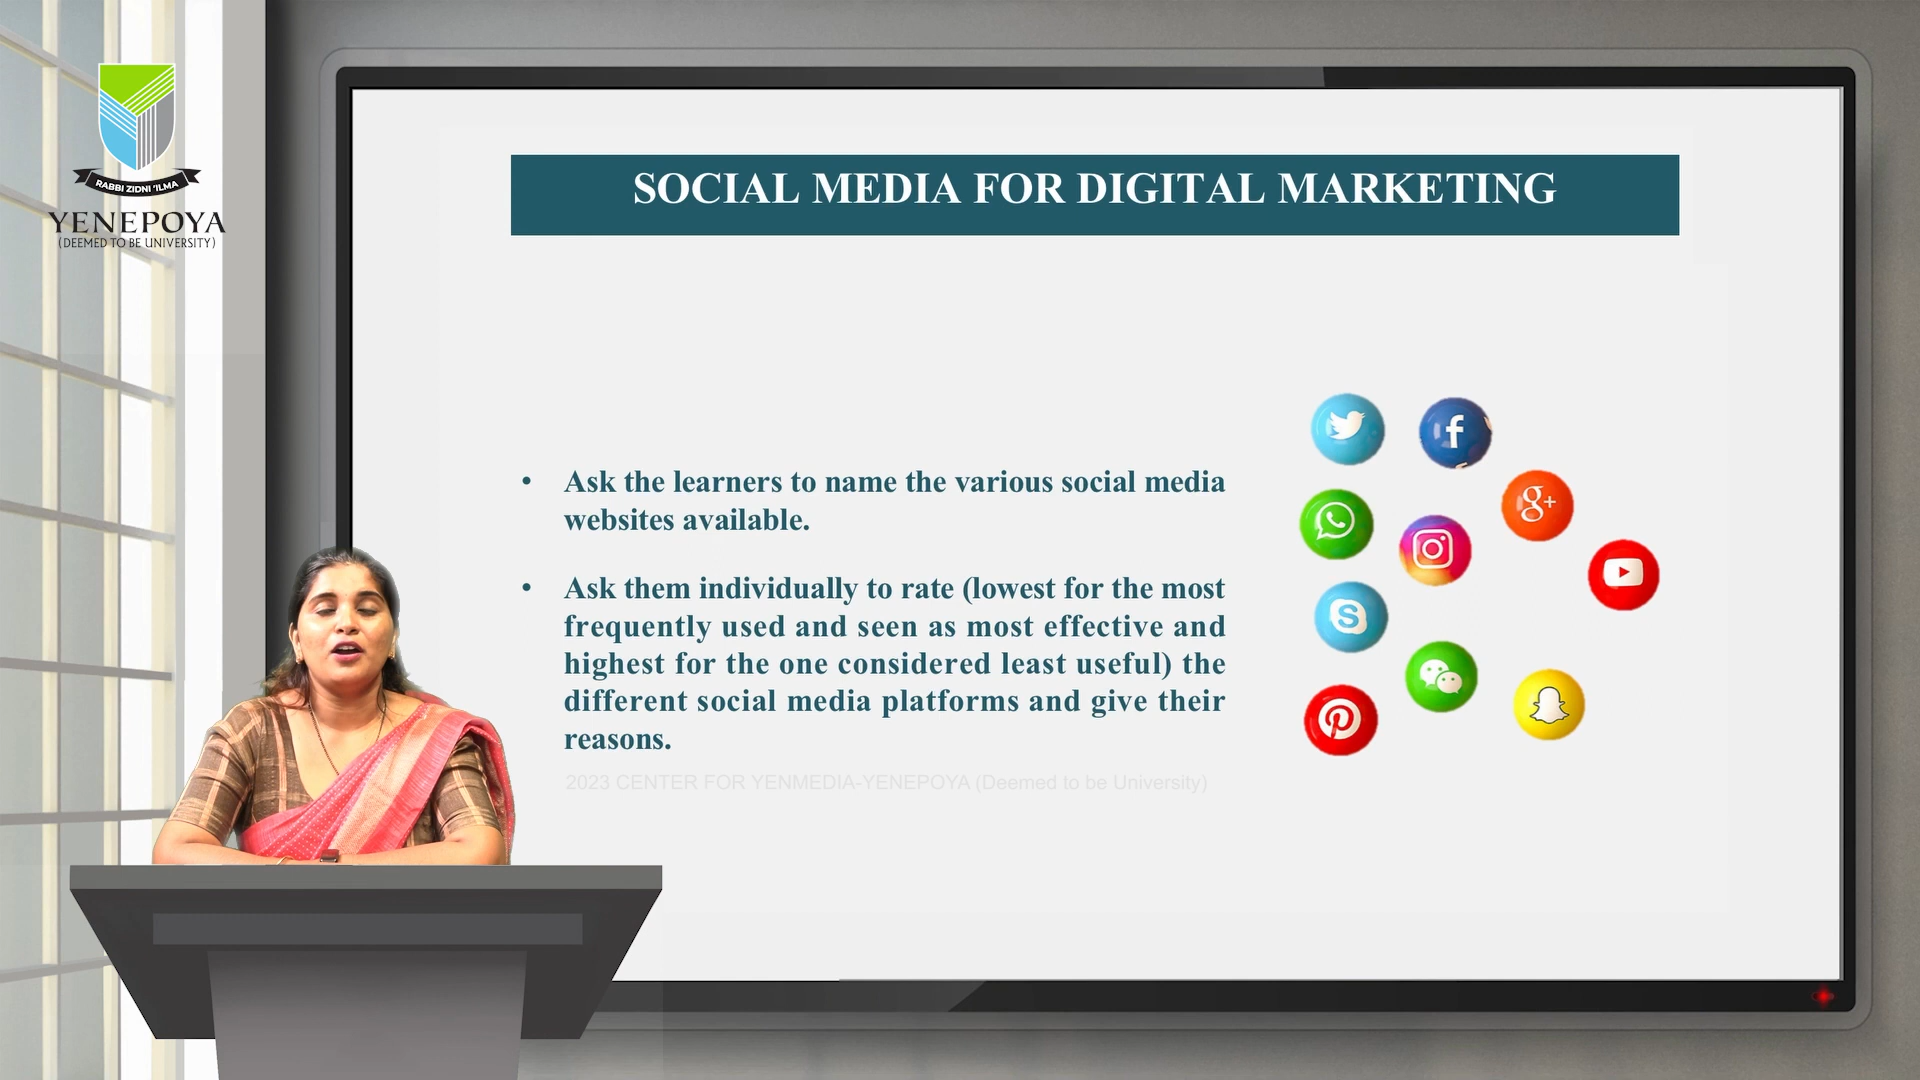 RABBI ZIDNI 'ILMA
YENEPOYA
(DEEMED TO BE UNIVERSITY)
SOCIAL MEDIA FOR DIGITAL MARKETING
• Ask the learners to name the various social media
websites available.
• Ask them individually to rate (lowest for the most
frequently used and seen as most effective and
highest for the one considered least useful) the
different social media platforms and give their
reasons.
2023 CENTER FOR YENMEDIA-YENEPOYA (Deemed to be University)
f
g+
S